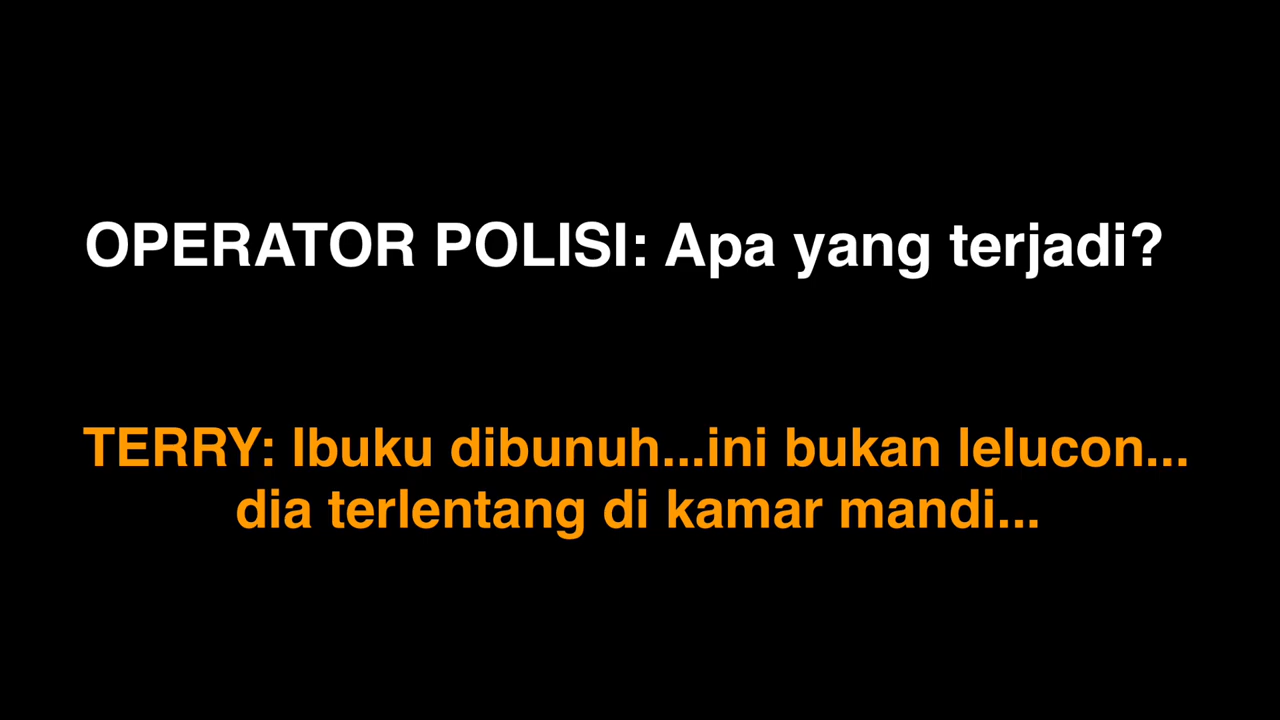 OPERATOR POLISI: Apa yang terjadi?
TERRY: Ibuku dibunuh...ini bukan lelucon...
dia terlentang di kamar mandi...